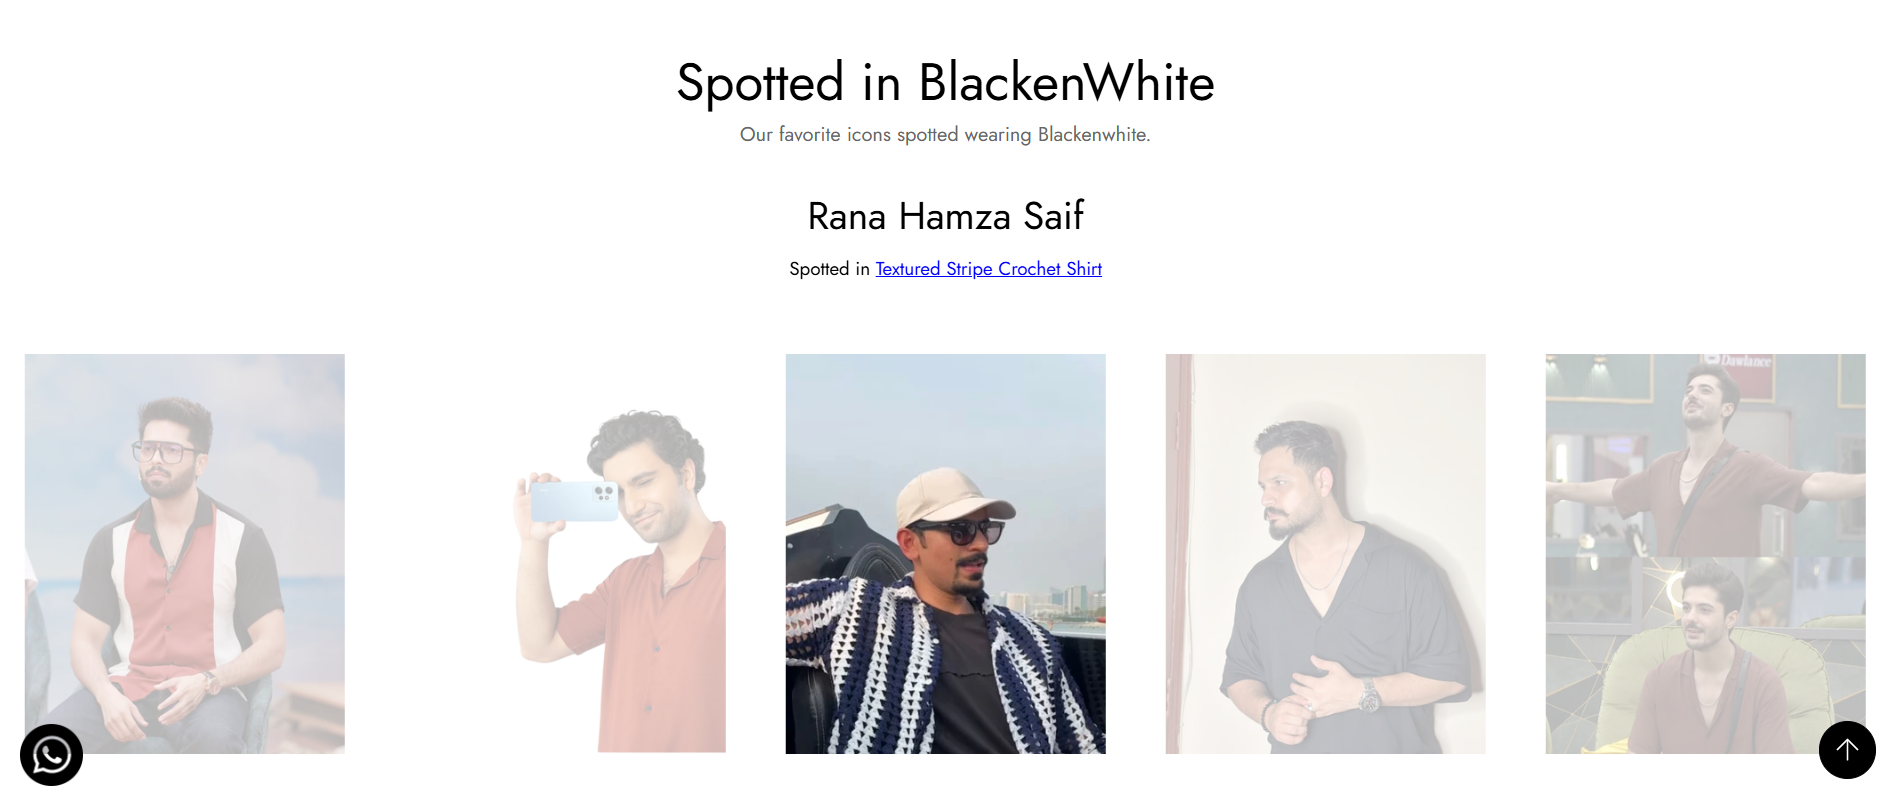 Spotted in BlackenWhite
Our favorite icons spotted wearing Blackenwhite.
Rana Hamza Saif
Spotted in Textured Stripe Crochet Shirt
Dawlance